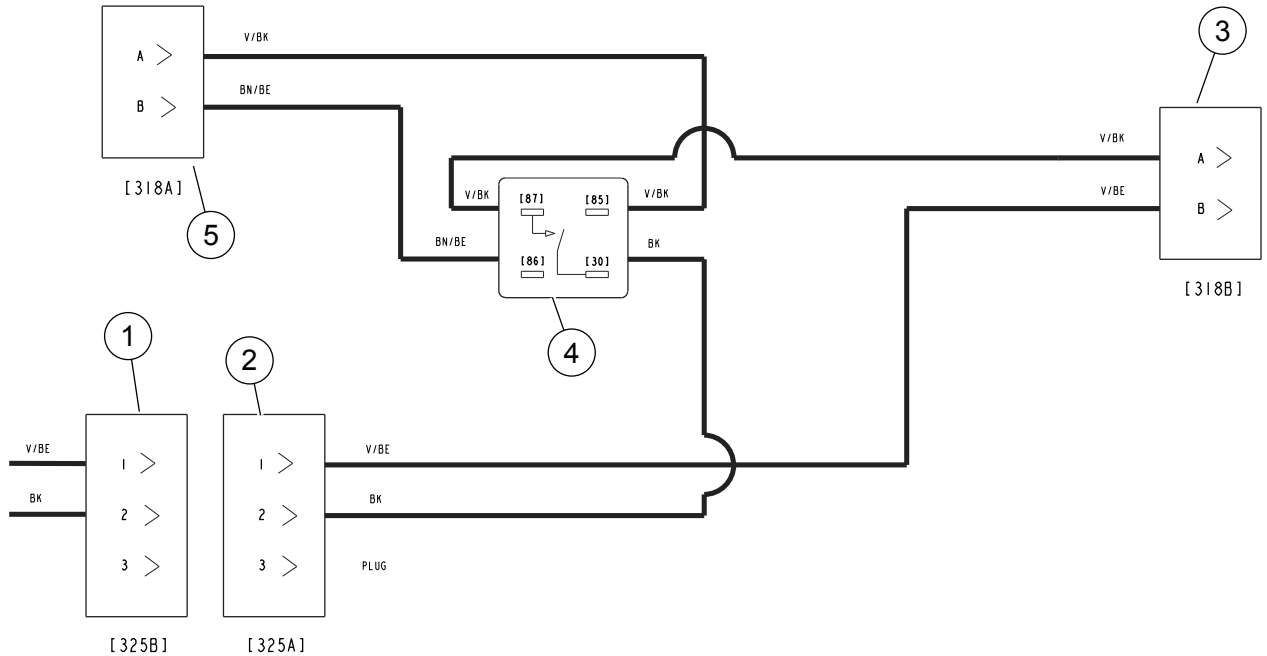 A
B
[318A]
V/BK
BN/BE
5
3
V/BK
V/BE
A
B
[318B]
V/BK
[87]
[85]
V/BK
BN/BE
[86]
[30]
BK
4
1
2
V/BE
BK
1
2
3
[325B]
1
2
3
[325A]
V/BE
BK
PLUG